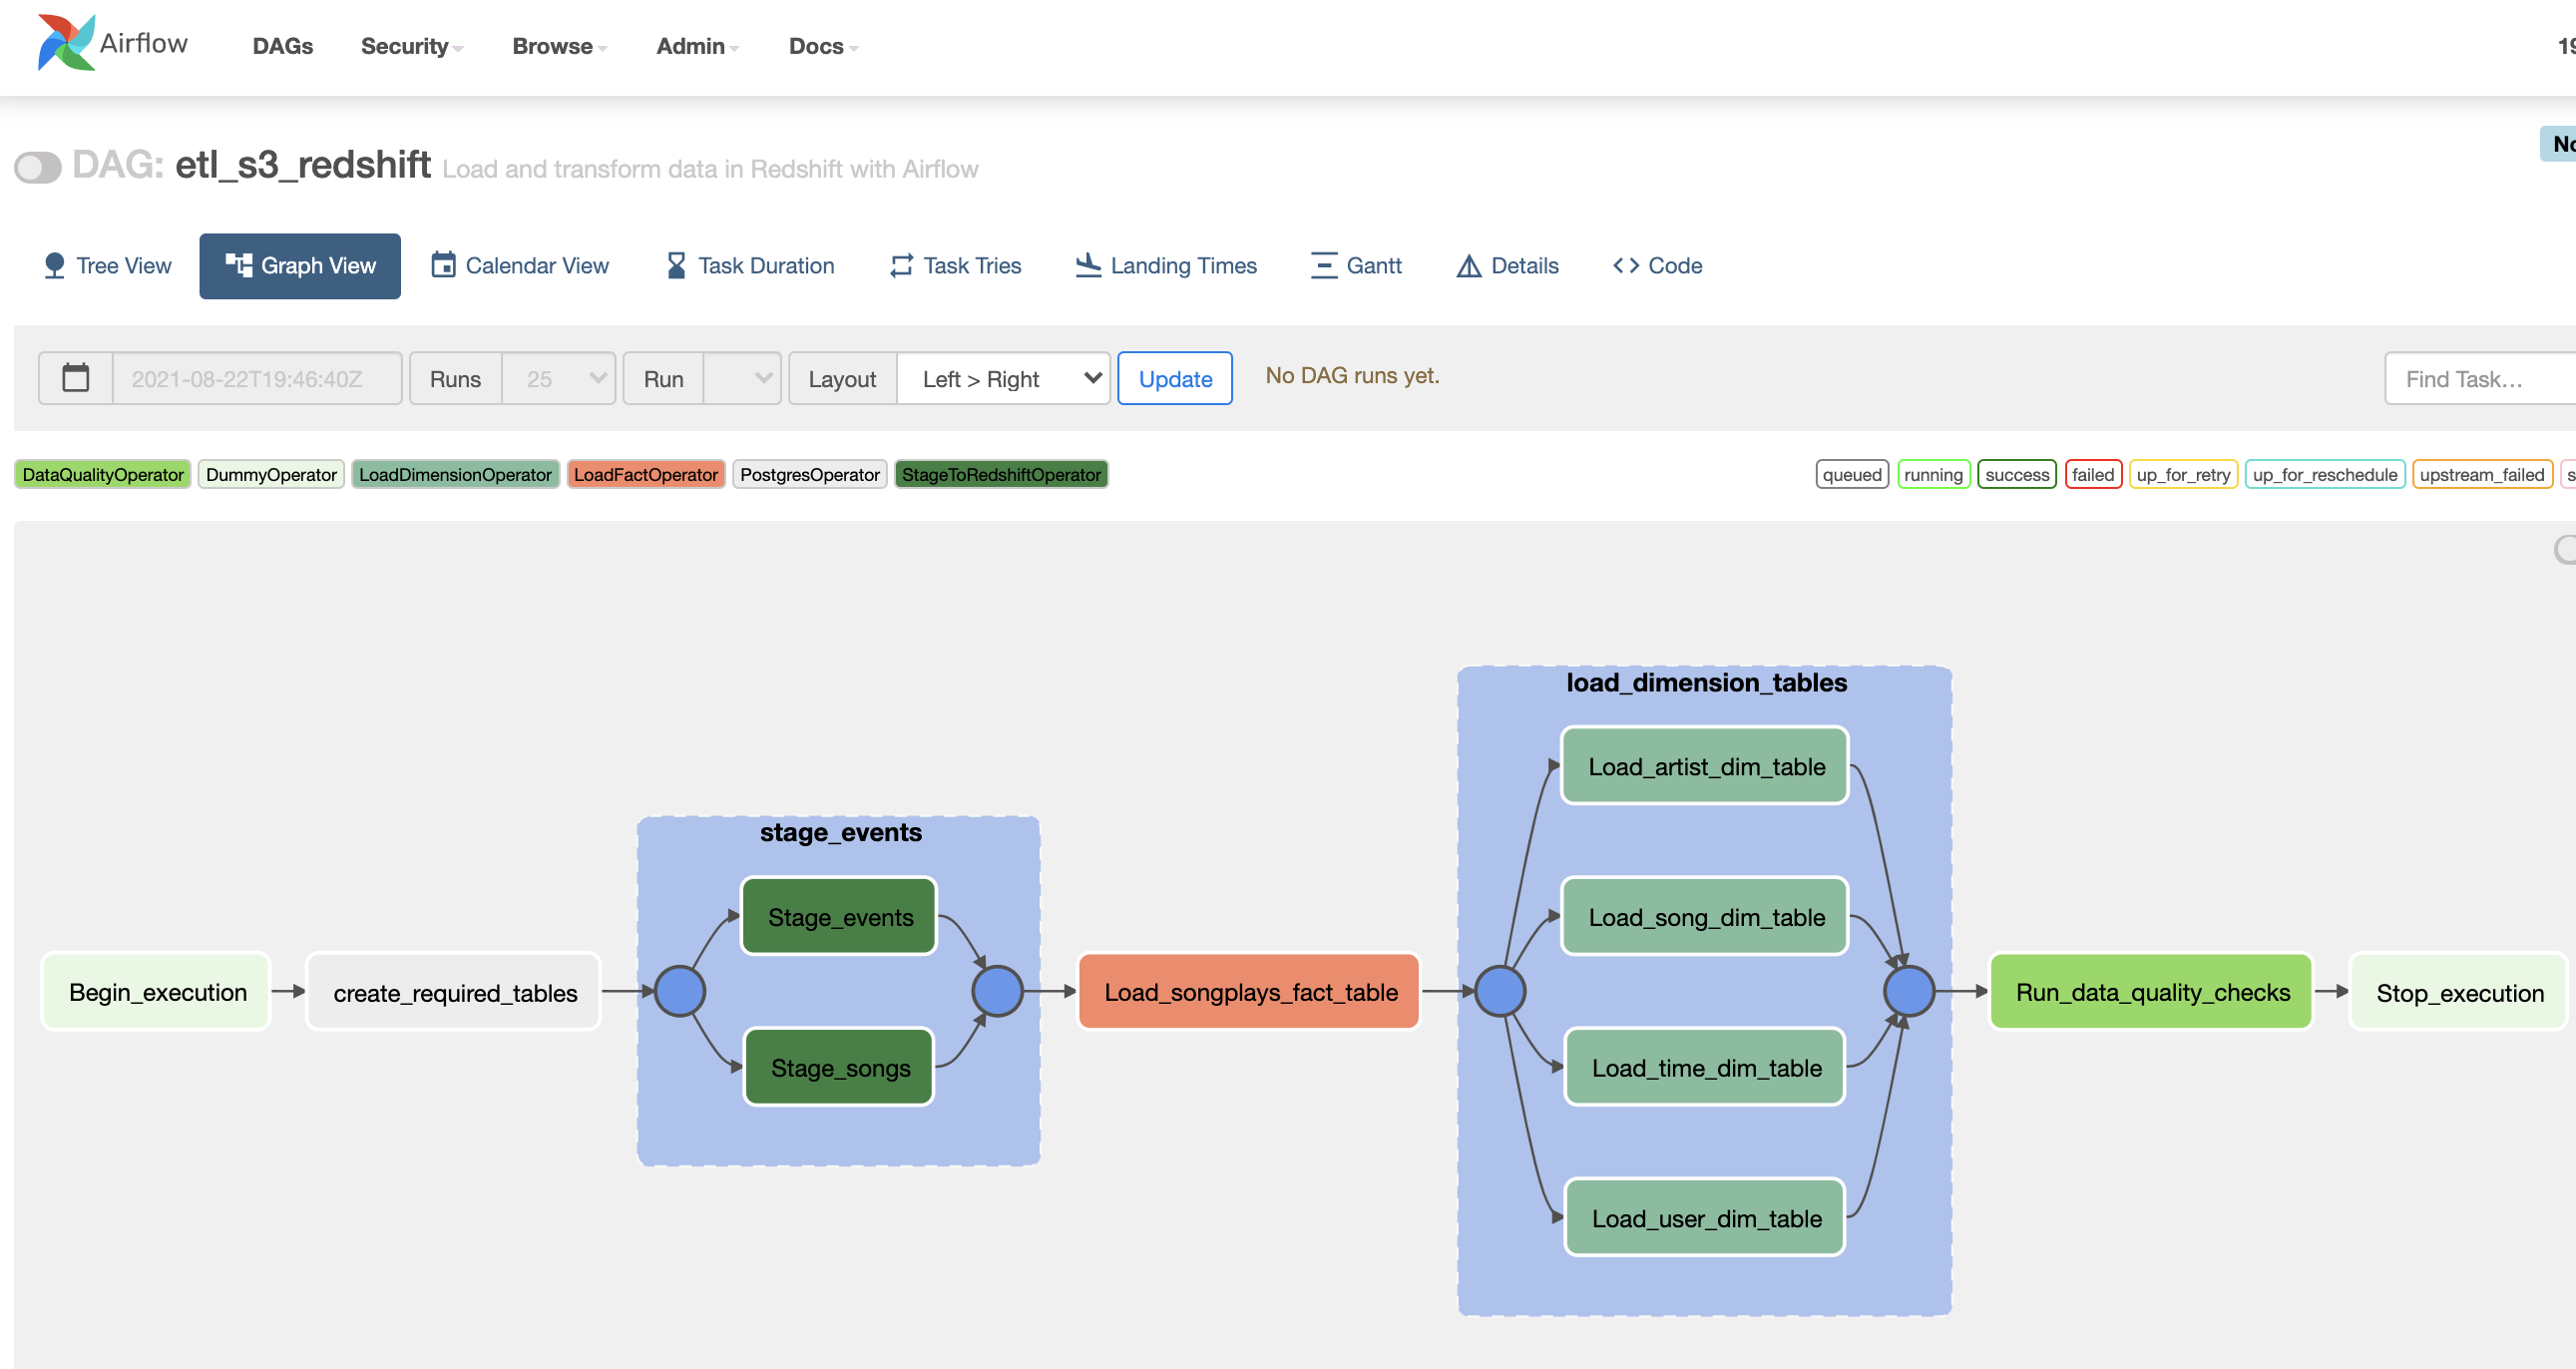 Airflow DAGs Security Browse Admin Docs 19
DAG: etl_s3_redshift Load and transform data in Redshift with Airflow
Tree View Graph View Calendar View Task Duration Task Tries Landing Times Gantt Details Code
2021-08-22T19:46:40Z Runs 25 Run Layout Left > Right Update No DAG runs yet. Find Task...
DataQualityOperator DummyOperator LoadDimensionOperator LoadFactOperator PostgresOperator StageToRedshiftOperator queued running success failed up_for_retry up_for_reschedule upstream_failed
load_dimension_tables
Load_artist_dim_table
stage_events
Stage_events Load_song_dim_table
Begin_execution create_required_tables Load_songplays_fact_table Run_data_quality_checks Stop_execution
Stage_songs Load_time_dim_table
Load_user_dim_table